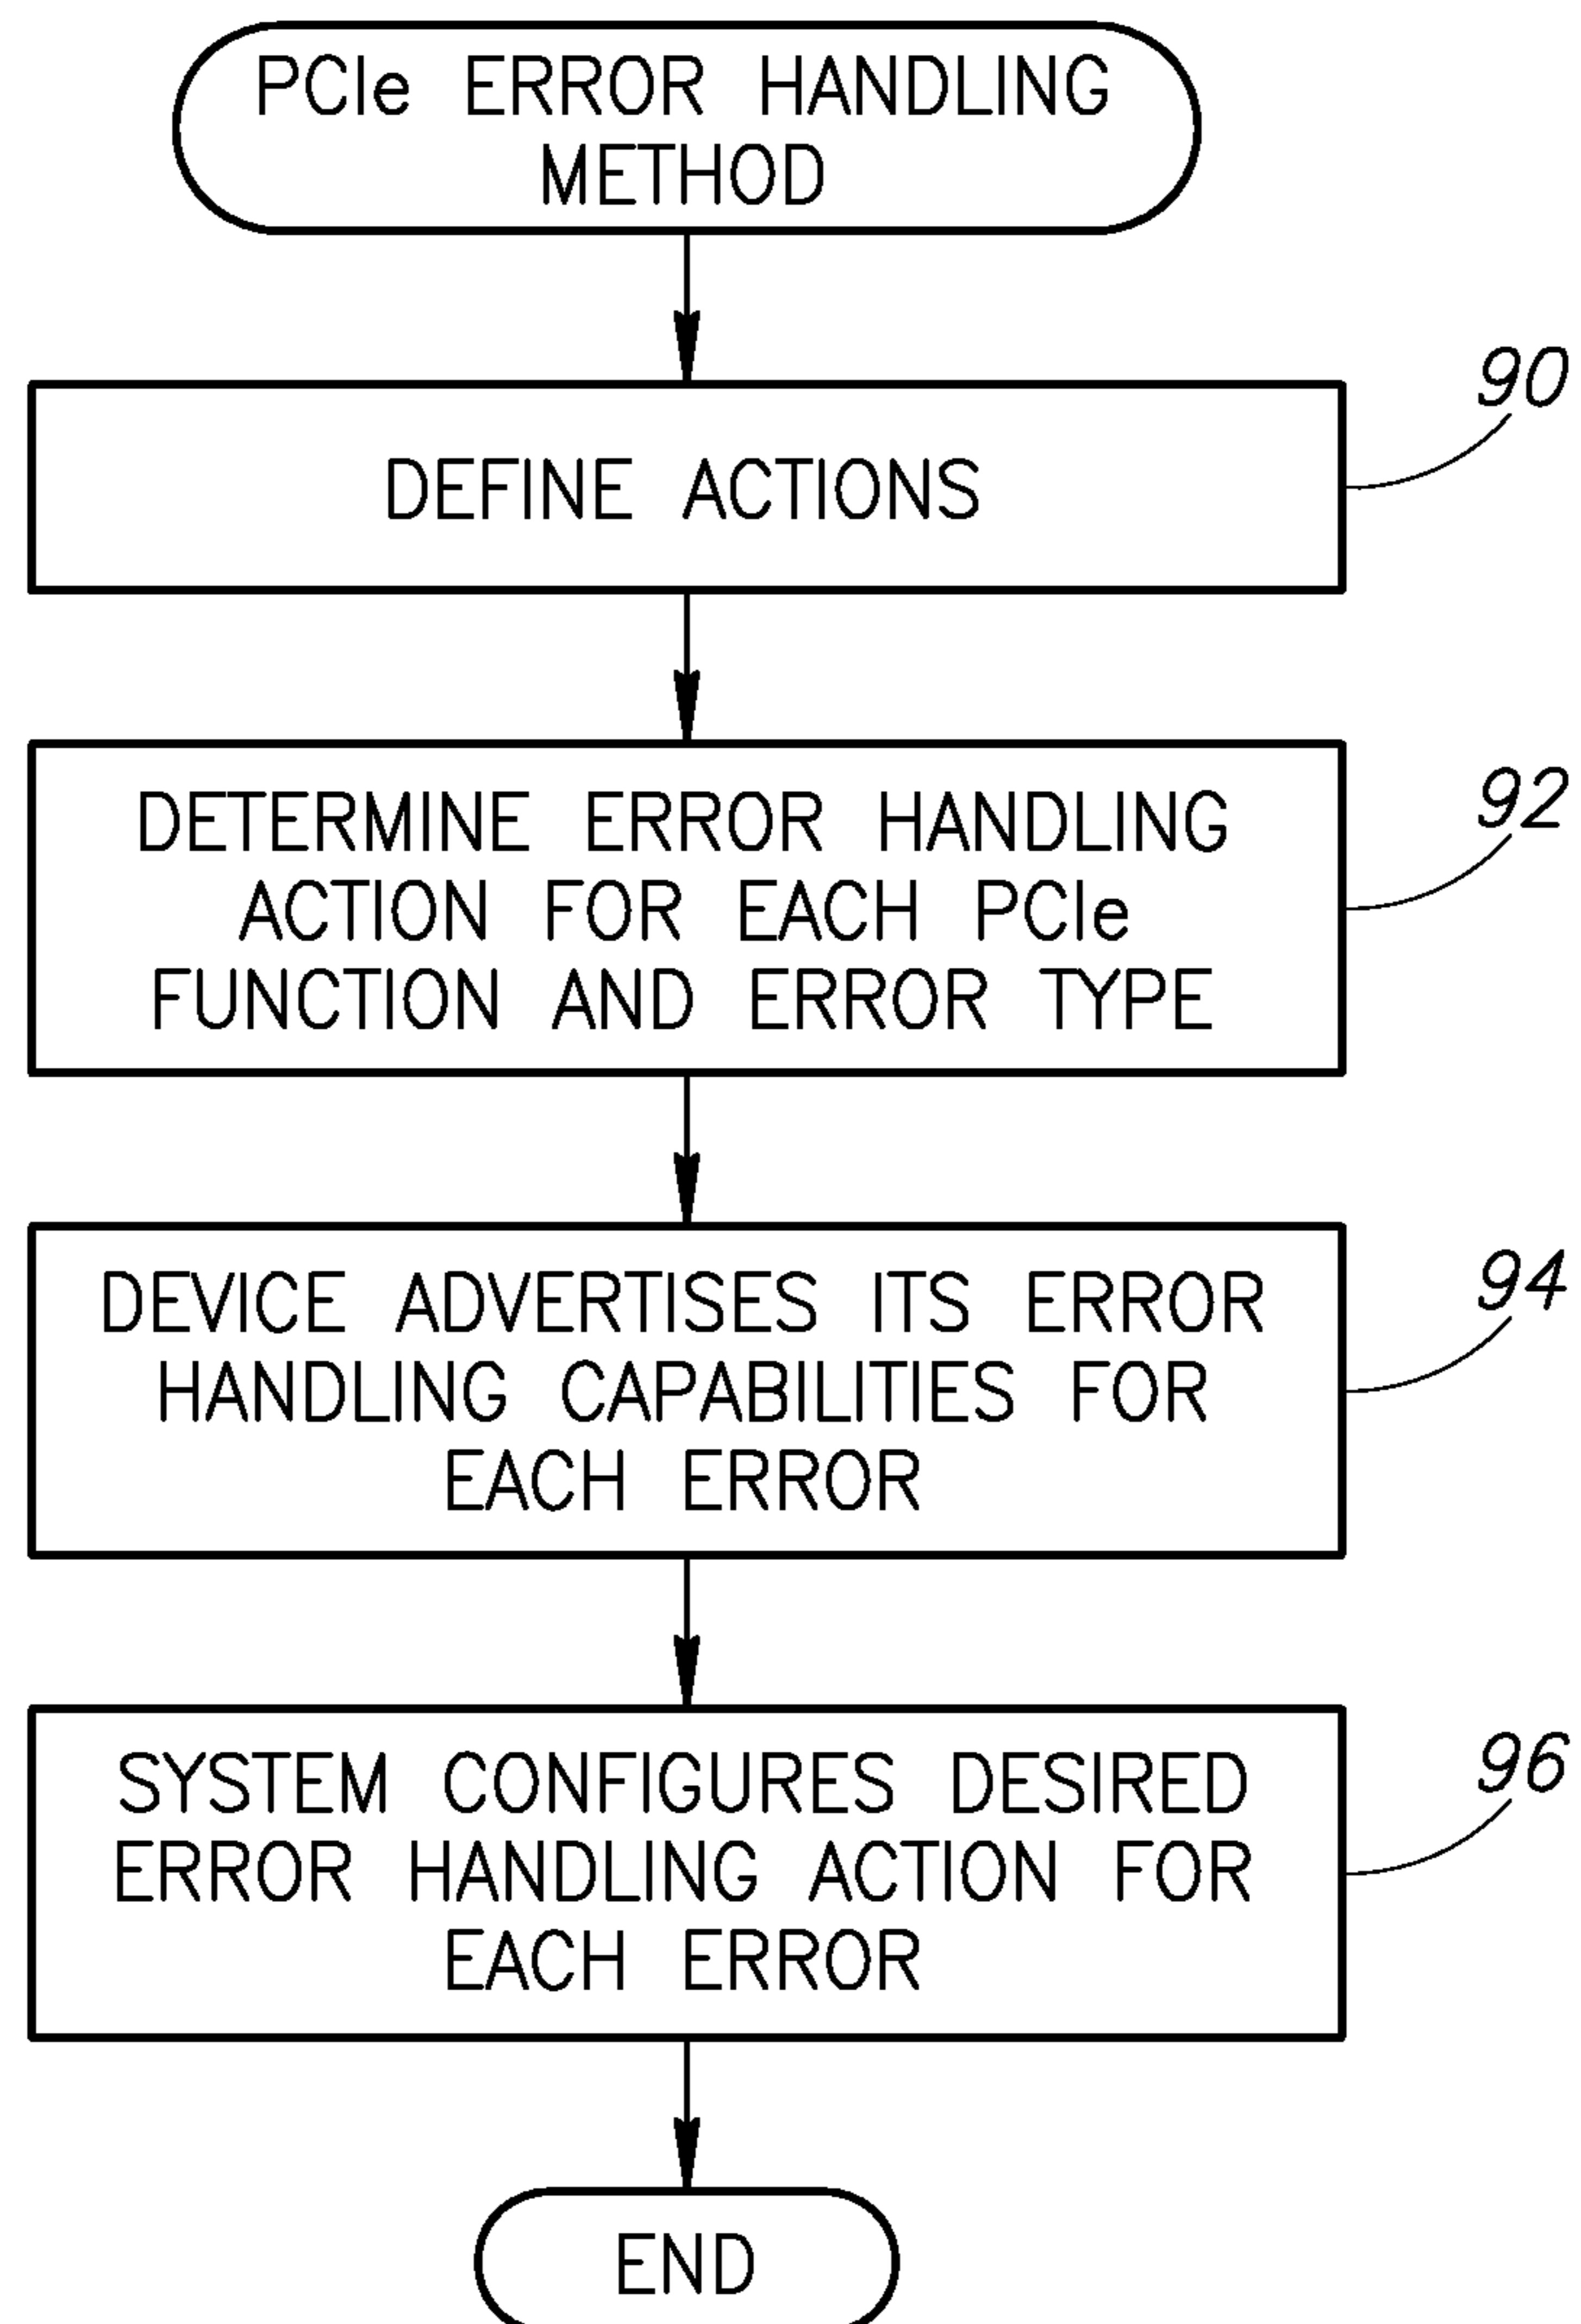 PCIe ERROR HANDLING
METHOD
90
DEFINE ACTIONS
92
DETERMINE ERROR HANDLING
ACTION FOR EACH PCIe
FUNCTION AND ERROR TYPE
94
DEVICE ADVERTISES ITS ERROR
HANDLING CAPABILITIES FOR
EACH ERROR
96
SYSTEM CONFIGURES DESIRED
ERROR HANDLING ACTION FOR
EACH ERROR
END